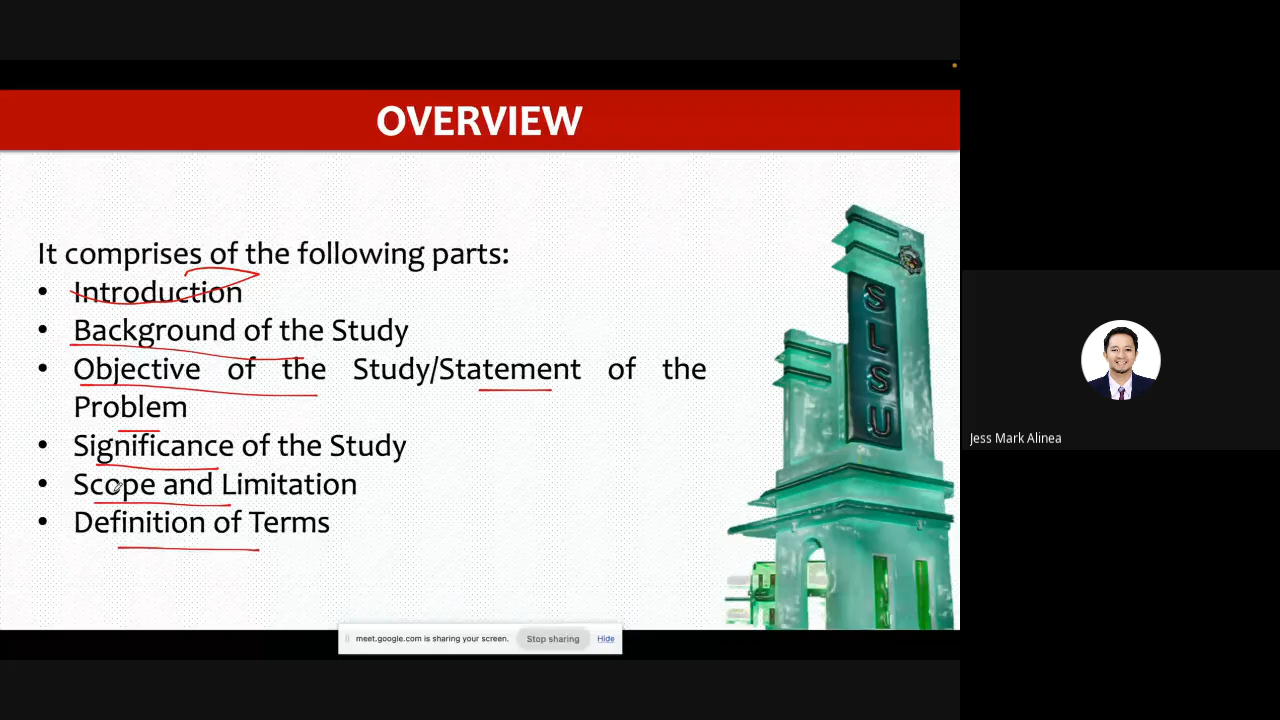 OVERVIEW
It comprises of the following parts:
• Introduction
• Background of the Study
• Objective of the Study/Statement of the
Problem
• Significance of the Study
• Scope and Limitation
• Definition of Terms
SLSU
Jess Mark Alinea
meet.google.com is sharing your screen. Stop sharing Hide